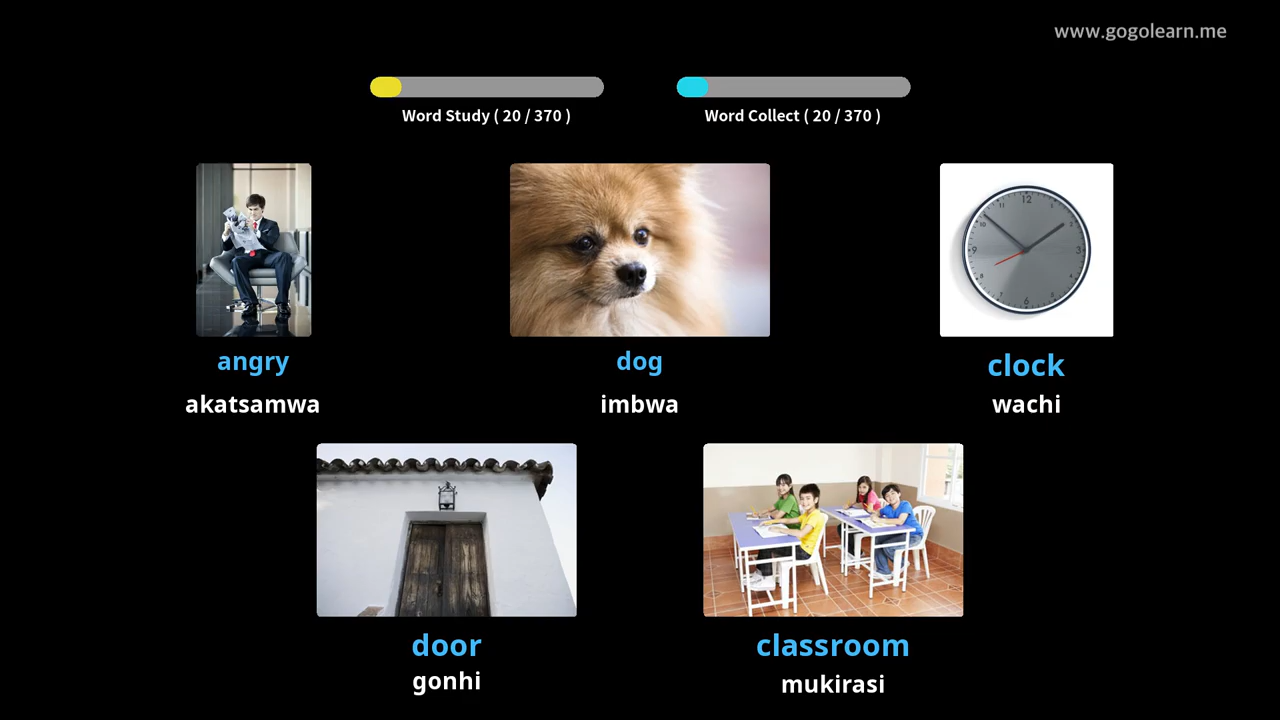 www.gogolearn.me
Word Study ( 20 / 370 )
Word Collect ( 20 / 370 )
angry
dog
clock
akatsamwa
imbwa
wachi
door
classroom
gonhi
mukirasi